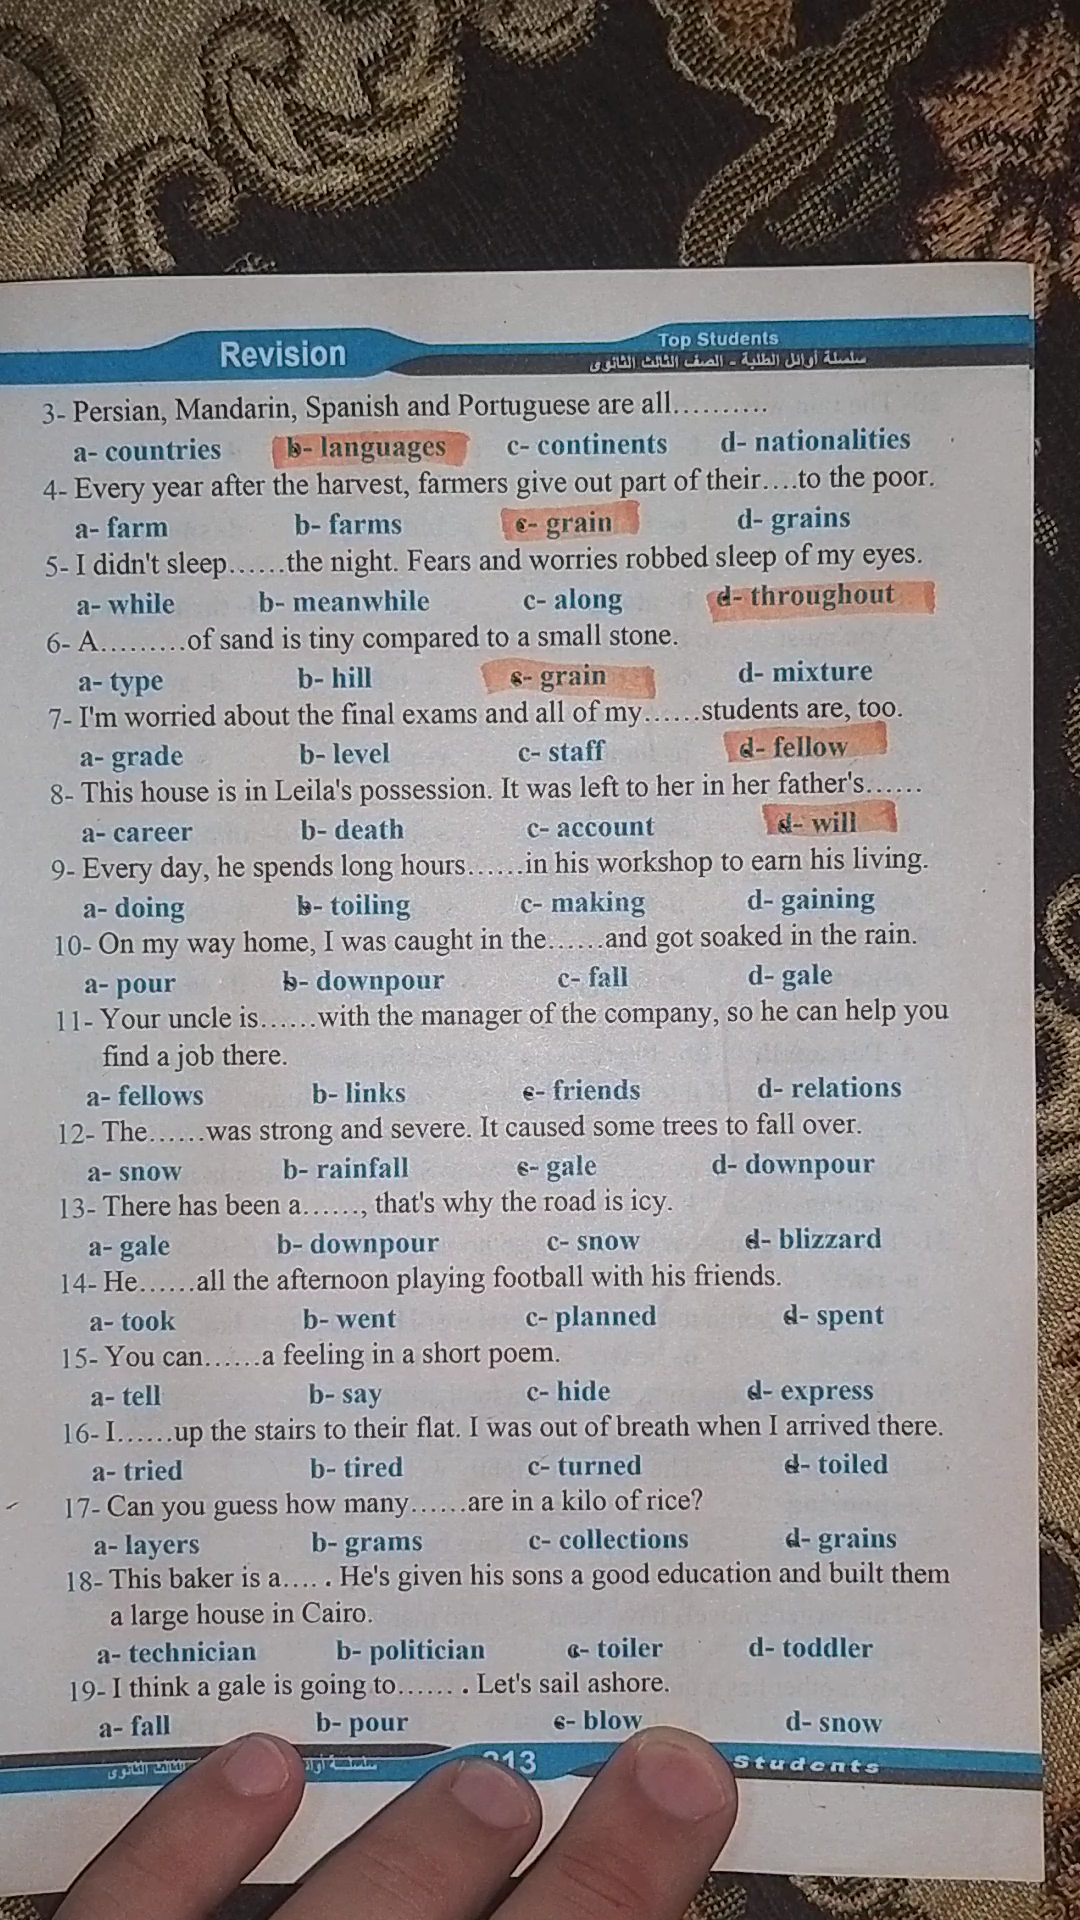 Revision
Top Students
سلسلة أوائل الطلبة - الصف الثالث الثانوى
3- Persian, Mandarin, Spanish and Portuguese are all..........
a- countries b- languages c- continents d- nationalities
4- Every year after the harvest, farmers give out part of their....to the poor.
a- farm b- farms c- grain d- grains
5- I didn't sleep......the night. Fears and worries robbed sleep of my eyes.
a- while b- meanwhile c- along d- throughout
6- A.........of sand is tiny compared to a small stone.
a- type b- hill c- grain d- mixture
7- I'm worried about the final exams and all of my......students are, too.
a- grade b- level c- staff d- fellow
8- This house is in Leila's possession. It was left to her in her father's......
a- career b- death c- account d- will
9- Every day, he spends long hours......in his workshop to earn his living.
a- doing b- toiling c- making d- gaining
10- On my way home, I was caught in the......and got soaked in the rain.
a- pour b- downpour c- fall d- gale
11- Your uncle is......with the manager of the company, so he can help you
find a job there.
a- fellows b- links c- friends d- relations
12- The......was strong and severe. It caused some trees to fall over.
a- snow b- rainfall c- gale d- downpour
13- There has been a......, that's why the road is icy.
a- gale b- downpour c- snow d- blizzard
14- He......all the afternoon playing football with his friends.
a- took b- went c- planned d- spent
15- You can......a feeling in a short poem.
a- tell b- say c- hide d- express
16- I......up the stairs to their flat. I was out of breath when I arrived there.
a- tried b- tired c- turned d- toiled
17- Can you guess how many......are in a kilo of rice?
a- layers b- grams c- collections d- grains
18- This baker is a..... . He's given his sons a good education and built them
a large house in Cairo.
a- technician b- politician c- toiler d- toddler
19- I think a gale is going to....... . Let's sail ashore.
a- fall b- pour c- blow d- snow
الثالث الثانوى سلسلة
213
Students